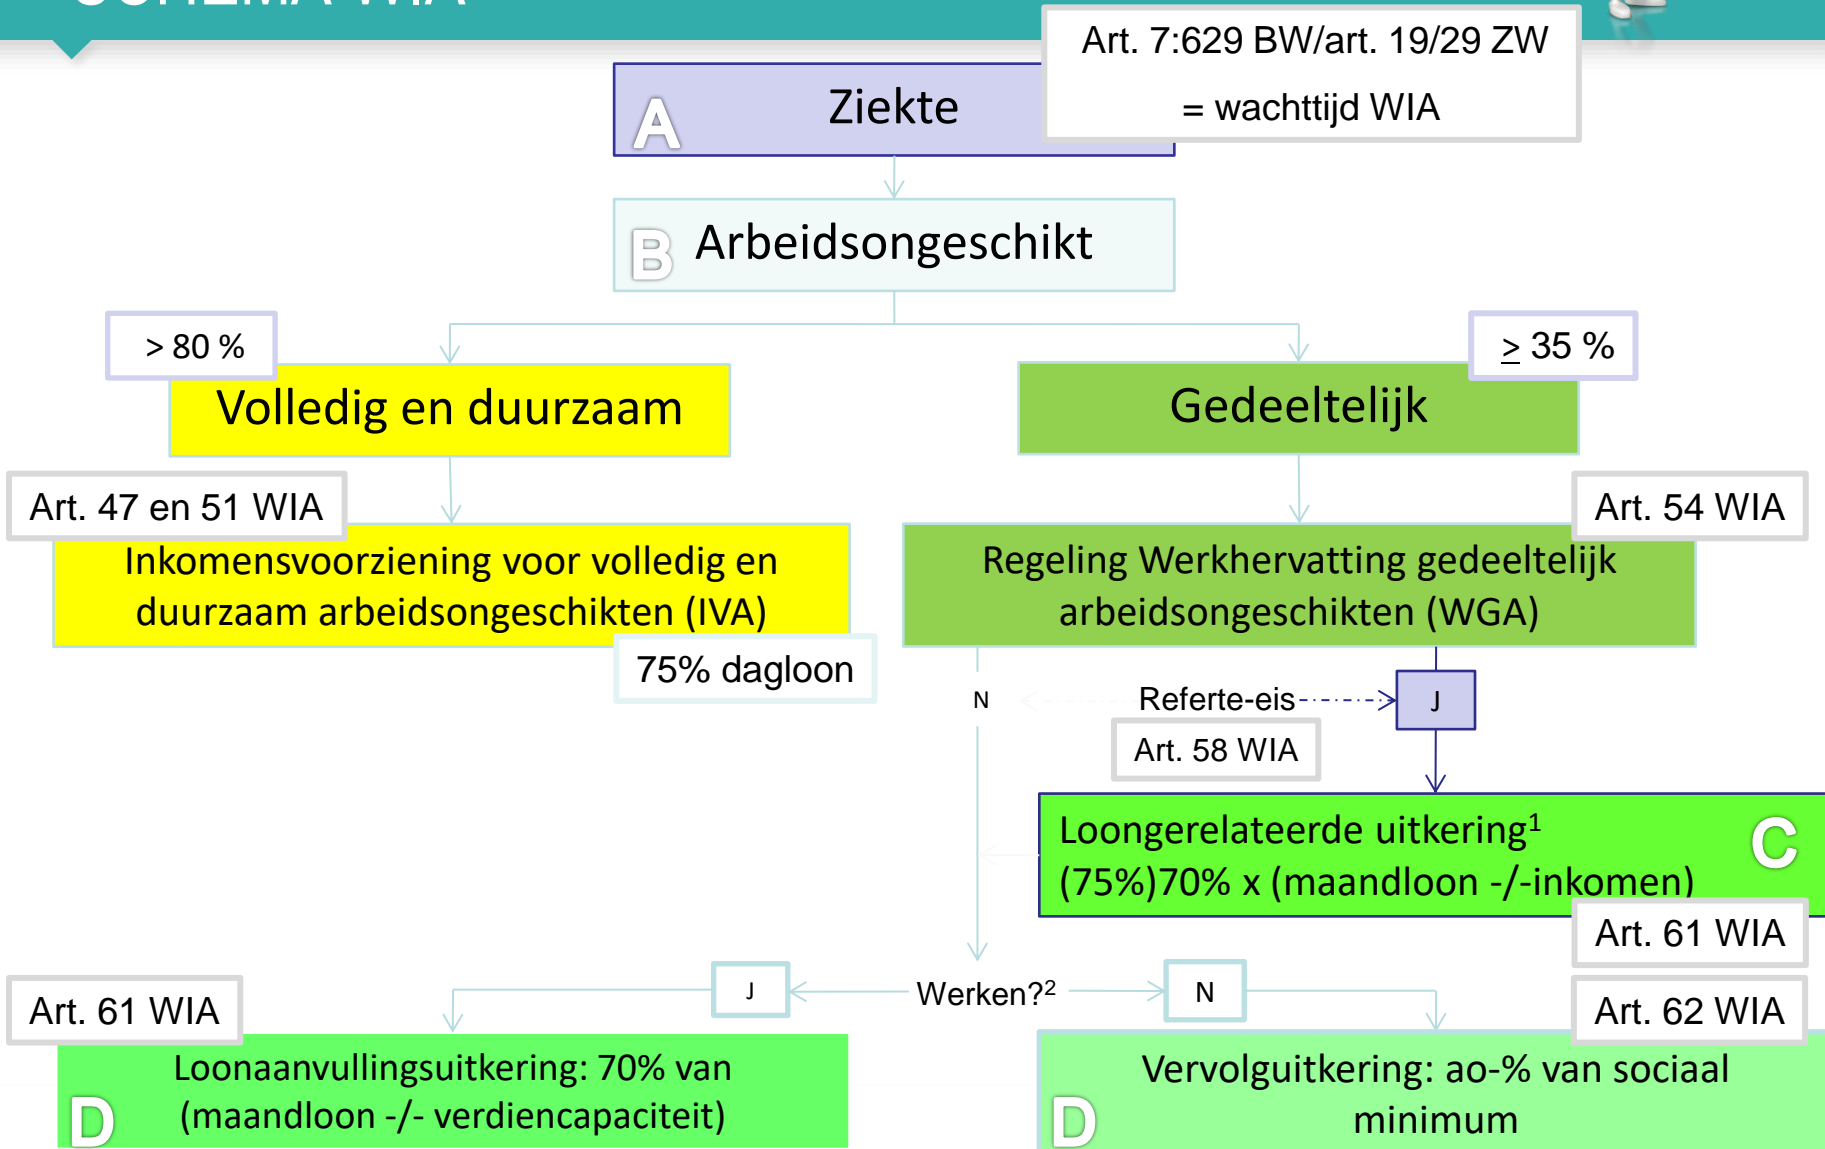 SCHEMA WIA
Art. 7:629 BW/art. 19/29 ZW
= wachttijd WIA
A
Ziekte
B
Arbeidsongeschikt
> 80 %
≥ 35 %
Volledig en duurzaam
Gedeeltelijk
Art. 47 en 51 WIA
Art. 54 WIA
Inkomensvoorziening voor volledig en
duurzaam arbeidsongeschikten (IVA)
75% dagloon
Regeling Werkhervatting gedeeltelijk
arbeidsongeschikten (WGA)
N
Referte-eis
J
Art. 58 WIA
Loongerelateerde uitkering¹
(75%)70% x (maandloon -/-inkomen)
C
Art. 61 WIA
J
Werken?²
N
Art. 61 WIA
Art. 62 WIA
Loonaanvullingsuitkering: 70% van
(maandloon -/- verdiencapaciteit)
D
Vervolguitkering: ao-% van sociaal
minimum
D